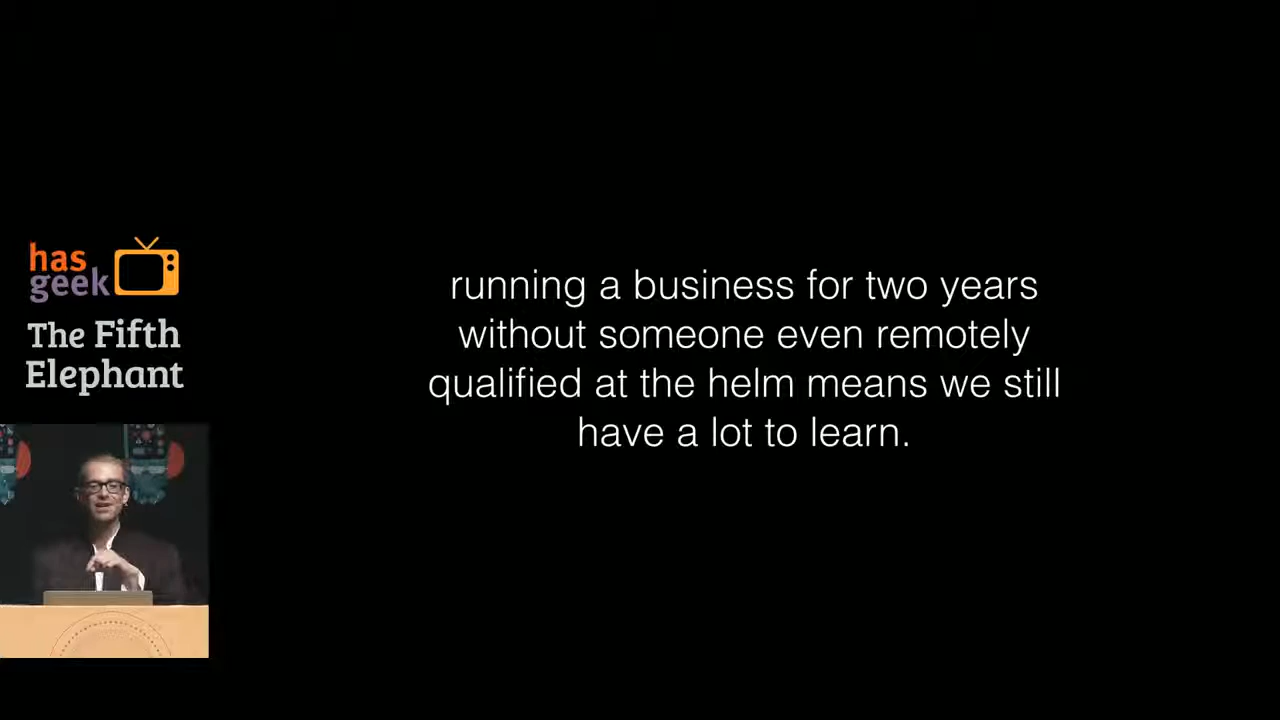 has
geek
The Fifth
Elephant
running a business for two years
without someone even remotely
qualified at the helm means we still
have a lot to learn.